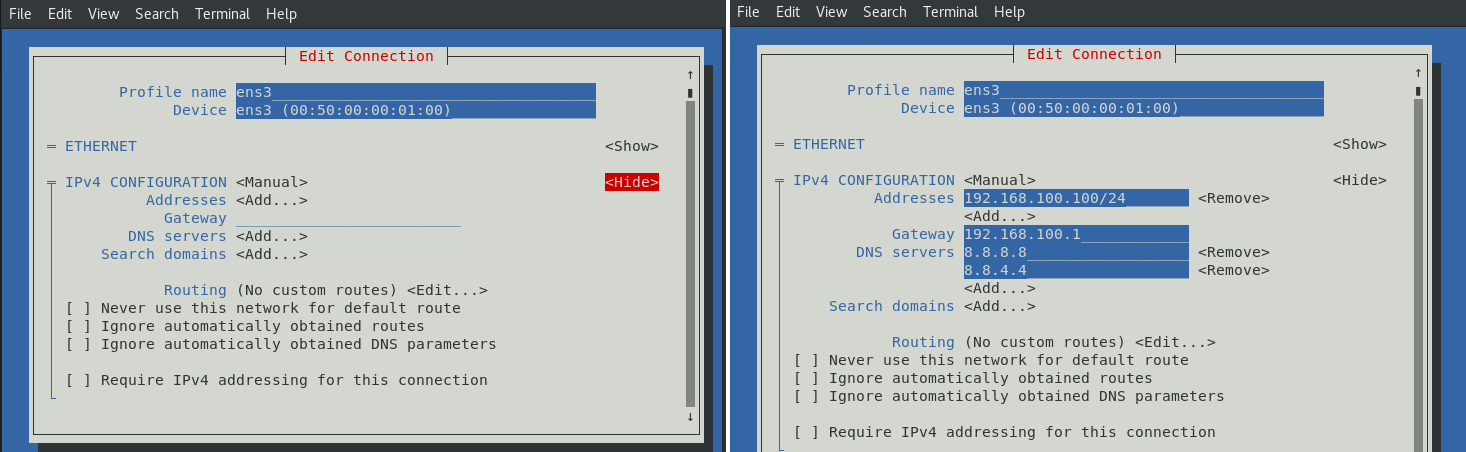 File Edit View Search Terminal Help
Edit Connection
Profile name ens3
Device ens3 (00:50:00:00:01:00)
= ETHERNET <Show>
IPv4 CONFIGURATION <Manual> <Hide>
Addresses <Add...>
Gateway
DNS servers <Add...>
Search domains <Add...>
Routing (No custom routes) <Edit...>
[ ] Never use this network for default route
[ ] Ignore automatically obtained routes
[ ] Ignore automatically obtained DNS parameters
[ ] Require IPv4 addressing for this connection
File Edit View Search Terminal Help
Edit Connection
Profile name ens3
Device ens3 (00:50:00:00:01:00)
= ETHERNET <Show>
IPv4 CONFIGURATION <Manual> <Hide>
Addresses 192.168.100.100/24 <Remove>
<Add...>
Gateway 192.168.100.1
DNS servers 8.8.8.8 <Remove>
8.8.4.4 <Remove>
<Add...>
Search domains <Add...>
Routing (No custom routes) <Edit...>
[ ] Never use this network for default route
[ ] Ignore automatically obtained routes
[ ] Ignore automatically obtained DNS parameters
[ ] Require IPv4 addressing for this connection